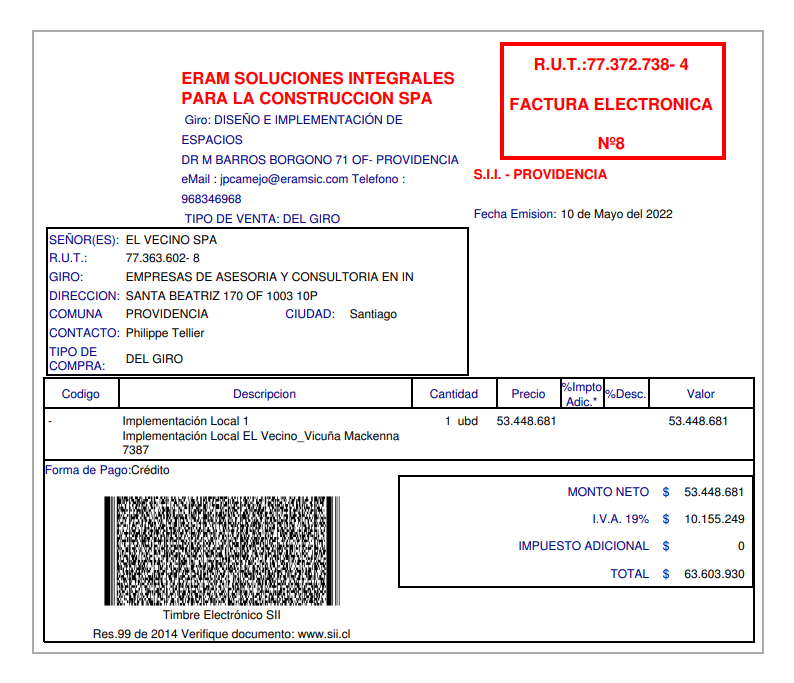 ERAM SOLUCIONES INTEGRALES
PARA LA CONSTRUCCION SPA
Giro: DISEÑO E IMPLEMENTACIÓN DE
ESPACIOS
DR M BARROS BORGONO 71 OF- PROVIDENCIA
eMail : jpcamejo@eramsic.com Telefono :
968346968
TIPO DE VENTA: DEL GIRO
R.U.T.:77.372.738- 4
FACTURA ELECTRONICA
Nº8
S.I.I. - PROVIDENCIA
Fecha Emision: 10 de Mayo del 2022
SEÑOR(ES): EL VECINO SPA
R.U.T.: 77.363.602- 8
GIRO: EMPRESAS DE ASESORIA Y CONSULTORIA EN IN
DIRECCION: SANTA BEATRIZ 170 OF 1003 10P
COMUNA PROVIDENCIA CIUDAD: Santiago
CONTACTO: Philippe Tellier
TIPO DE
COMPRA: DEL GIRO
Codigo Descripcion Cantidad Precio %Impto
Adic.* %Desc. Valor
- Implementación Local 1 1 ubd 53.448.681 53.448.681
Implementación Local EL Vecino_Vicuña Mackenna
7387
Forma de Pago:Crédito
MONTO NETO $ 53.448.681
I.V.A. 19% $ 10.155.249
IMPUESTO ADICIONAL $ 0
TOTAL $ 63.603.930
Timbre Electrónico SII
Res.99 de 2014 Verifique documento: www.sii.cl